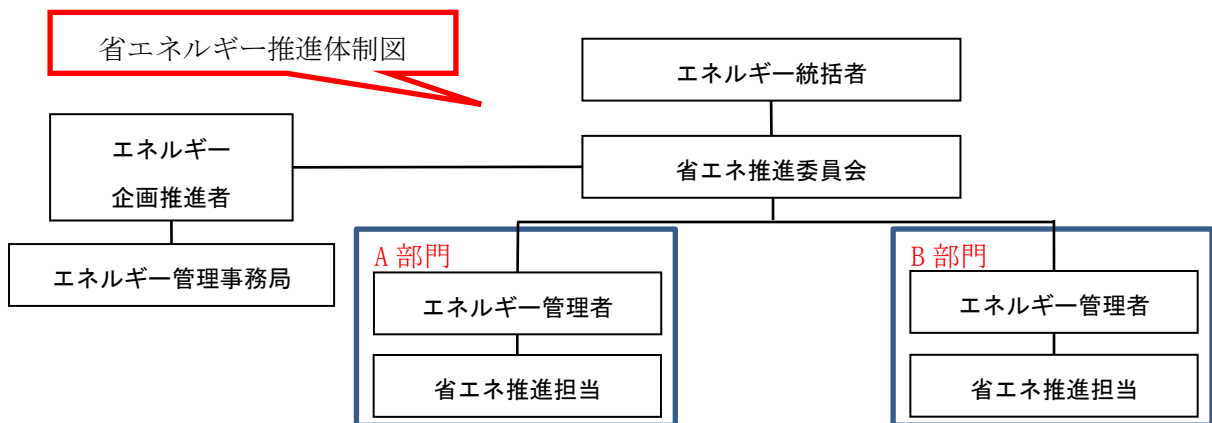 省エネルギー推進体制図
エネルギー統括者
エネルギー
企画推進者
省エネ推進委員会
エネルギー管理事務局
A 部門
エネルギー管理者
省エネ推進担当
B 部門
エネルギー管理者
省エネ推進担当